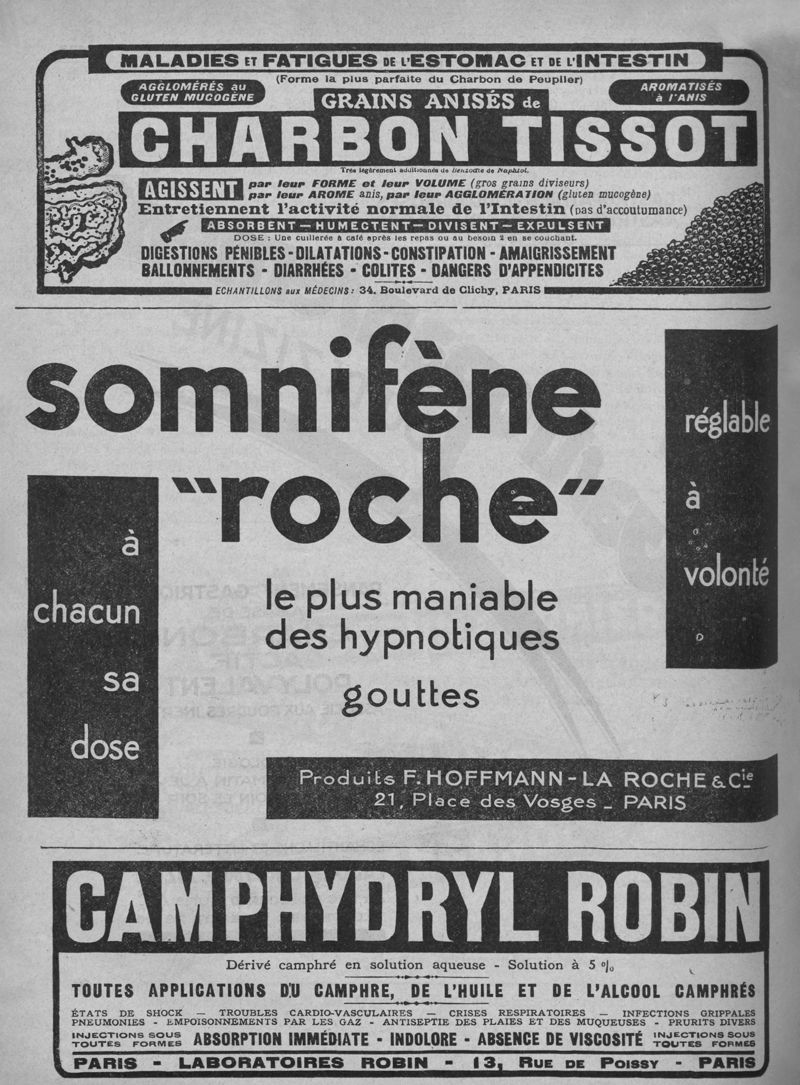 MALADIES ET FATIGUES DE L'ESTOMAC ET DE L'INTESTIN
(Forme la plus parfaite du Charbon de Peuplier)
AGGLOMÉRÉS au
GLUTEN MUCOGÈNE
AROMATISÉS
à l'ANIS
GRAINS ANISÉS de
CHARBON TISSOT
Très légèrement additionnés de Benzoate de Naphtol.
AGISSENT par leur FORME et leur VOLUME (gros grains diviseurs)
par leur AROME anis, par leur AGGLOMÉRATION (gluten mucogène)
Entretiennent l'activité normale de l'Intestin (pas d'accoutumance)
ABSORBENT — HUMECTENT — DIVISENT — EXPULSENT
DOSE : Une cuillerée à café après les repas ou au besoin 2 en se couchant.
DIGESTIONS PÉNIBLES - DILATATIONS - CONSTIPATION - AMAIGRISSEMENT
BALLONNEMENTS - DIARRHÉES - COLITES - DANGERS D'APPENDICITES
ECHANTILLONS aux MÉDECINS : 34. Boulevard de Clichy, PARIS
somnifène
"roche"
réglable
à
volonté
à
chacun
sa
dose
le plus maniable
des hypnotiques
gouttes
Produits F. HOFFMANN - LA ROCHE & Cie
21, Place des Vosges _ PARIS
CAMPHYDRYL ROBIN
Dérivé camphré en solution aqueuse - Solution à 5 %
TOUTES APPLICATIONS DU CAMPHRE, DE L'HUILE ET DE L'ALCOOL CAMPHRÉS
ÉTATS DE SHOCK — TROUBLES CARDIO-VASCULAIRES — CRISES RESPIRATOIRES — INFECTIONS GRIPPALES
PNEUMONIES - EMPOISONNEMENTS PAR LES GAZ - ANTISEPTIE DES PLAIES ET DES MUQUEUSES - PRURITS DIVERS
INJECTIONS SOUS
TOUTES FORMES
ABSORPTION IMMÉDIATE - INDOLORE - ABSENCE DE VISCOSITÉ
INJECTIONS SOUS
TOUTES FORMES
PARIS - LABORATOIRES ROBIN - 13, RUE DE POISSY - PARIS